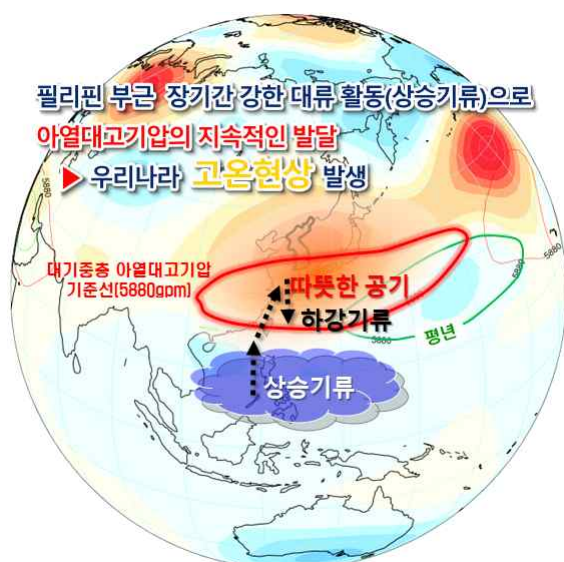 필리핀 부근 장기간 강한 대류 활동(상승기류)으로
아열대고기압의 지속적인 발달
▶ 우리나라 고온현상 발생
5880
5880
대기중층 아열대고기압
기준선(5880gpm)
따뜻한 공기
하강기류
5880
5880
평년
상승기류